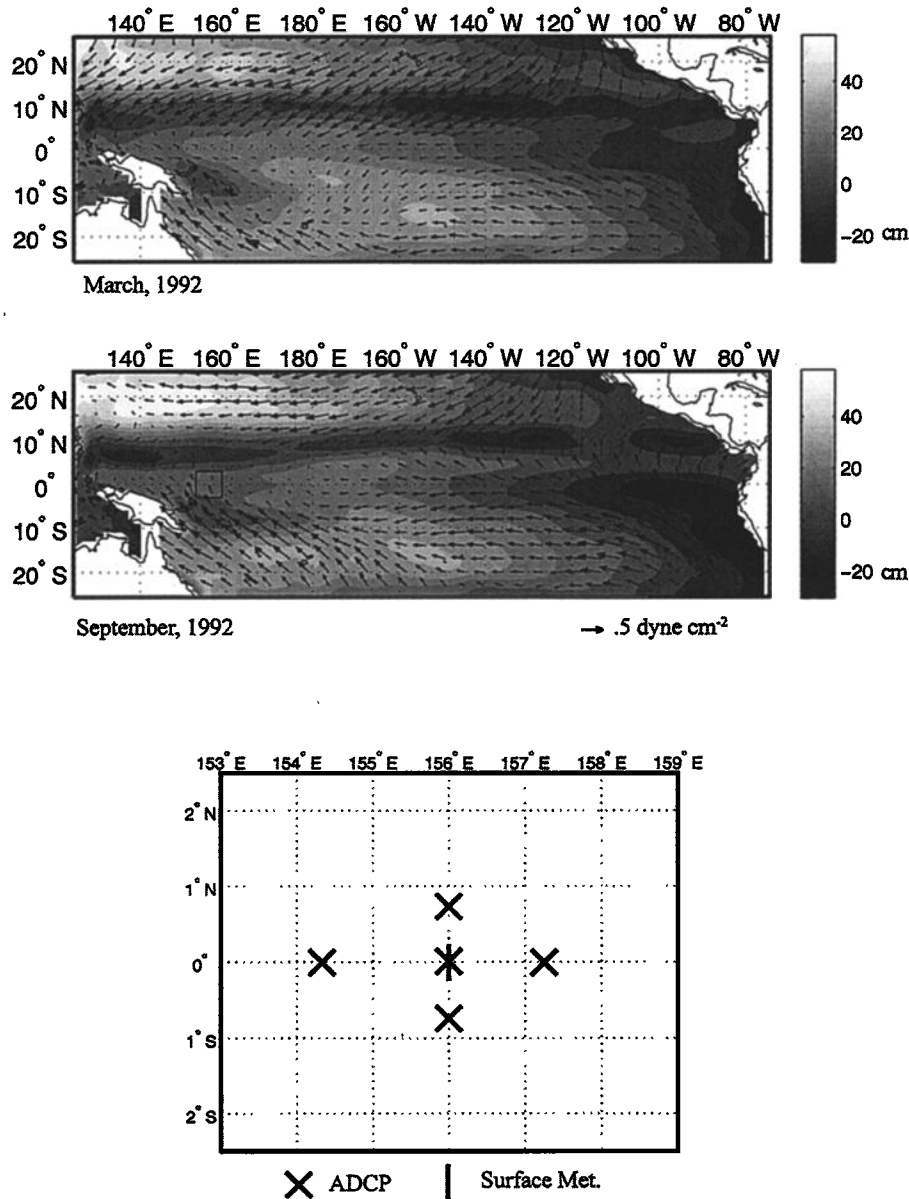 140° E 160° E 180° E 160° W 140° W 120° W 100° W 80° W
20° N
10° N
0°
10° S
20° S
40
20
0
-20 cm
March, 1992
140° E 160° E 180° E 160° W 140° W 120° W 100° W 80° W
20° N
10° N
0°
10° S
20° S
40
20
0
-20 cm
September, 1992 .5 dyne cm⁻²
153° E 154° E 155° E 156° E 157° E 158° E 159° E
2° N
1° N
0°
1° S
2° S
ADCP Surface Met.